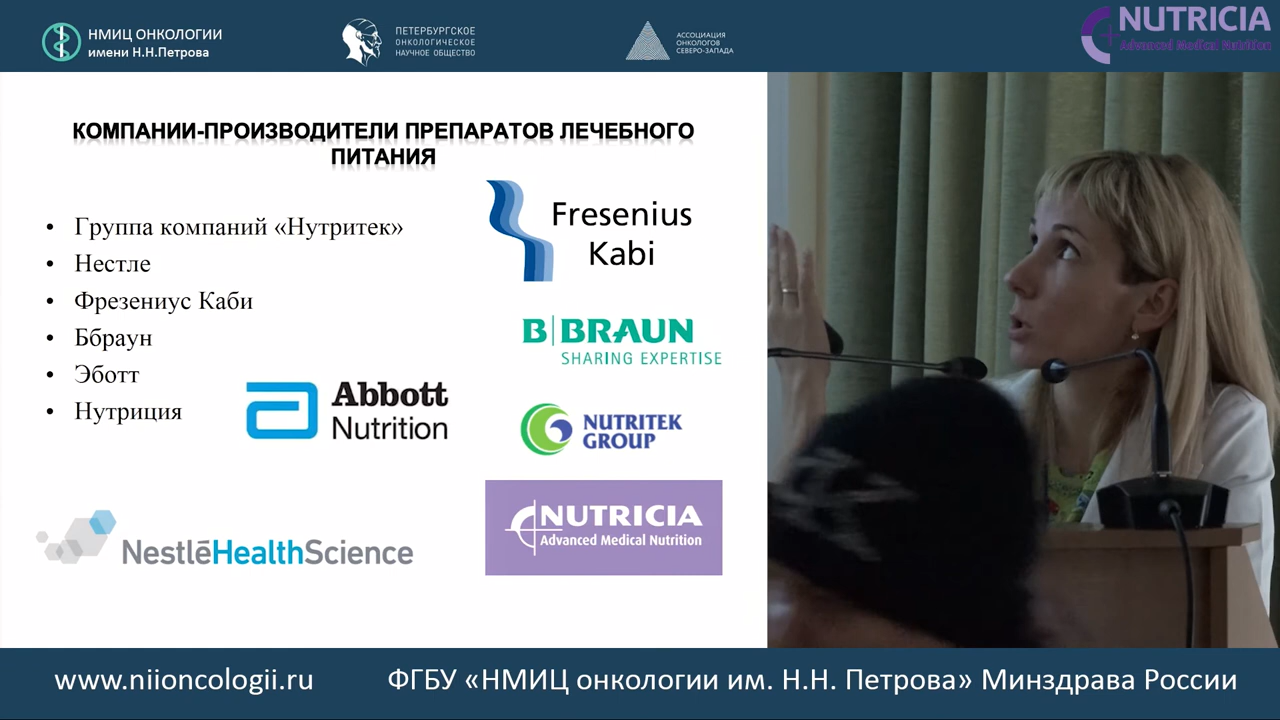 НМИЦ ОНКОЛОГИИ
имени Н.Н.Петрова
ПЕТЕРБУРГСКОЕ
ОНКОЛОГИЧЕСКОЕ
НАУЧНОЕ ОБЩЕСТВО
АССОЦИАЦИЯ
ОНКОЛОГОВ
СЕВЕРО-ЗАПАДА
NUTRICIA
Advanced Medical Nutrition
КОМПАНИИ-ПРОИЗВОДИТЕЛИ ПРЕПАРАТОВ ЛЕЧЕБНОГО
ПИТАНИЯ
• Группа компаний «Нутритек»
• Нестле
• Фрезениус Каби
• Ббраун
• Эботт
• Нутриция
Fresenius
Kabi
B|BRAUN
SHARING EXPERTISE
Abbott
Nutrition
NUTRITEK
GROUP
NUTRICIA
Advanced Medical Nutrition
NestléHealthScience
www.niioncologii.ru
ФГБУ «НМИЦ онкологии им. Н.Н. Петрова» Минздрава России